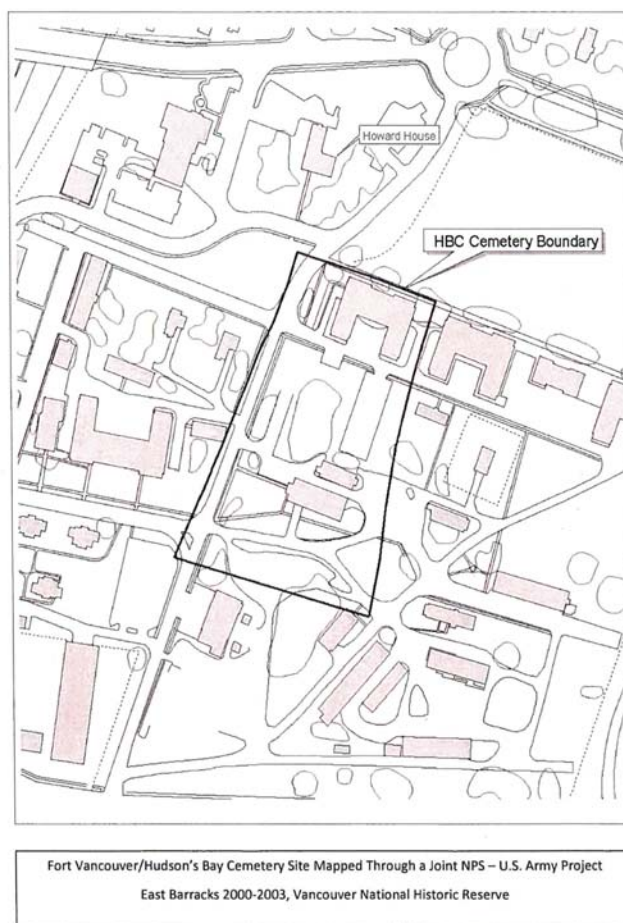 Howard House
HBC Cemetery Boundary
Fort Vancouver/Hudson's Bay Cemetery Site Mapped Through a Joint NPS – U.S. Army Project
East Barracks 2000-2003, Vancouver National Historic Reserve